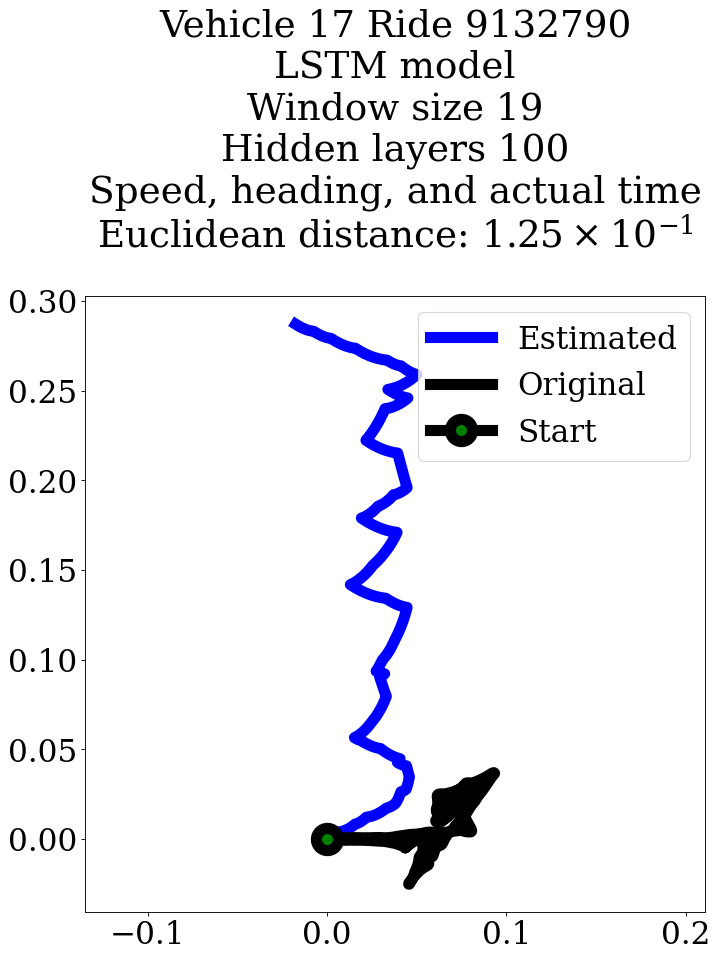 Vehicle 17 Ride 9132790
LSTM model
Window size 19
Hidden layers 100
Speed, heading, and actual time
Euclidean distance: 1.25 × 10⁻¹
0.30
0.25
0.20
0.15
0.10
0.05
0.00
Estimated
Original
Start
−0.1
0.0
0.1
0.2